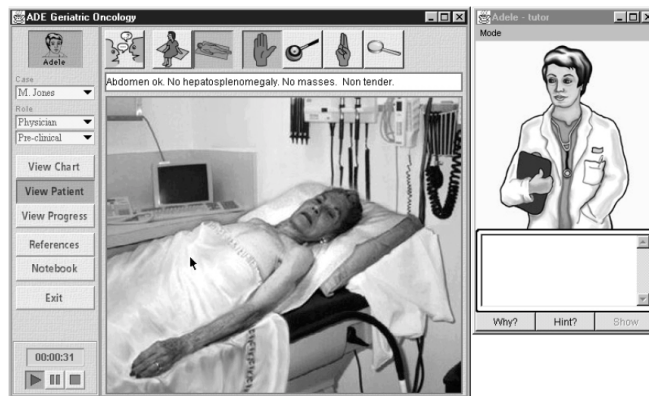 ADE Geriatric Oncology
Adele
Case
M. Jones
Role
Physician
Pre-clinical
View Chart
View Patient
View Progress
References
Notebook
Exit
00:00:31
Abdomen ok. No hepatosplenomegaly. No masses. Non tender.
Adele - tutor
Mode
Why?
Hint?
Show